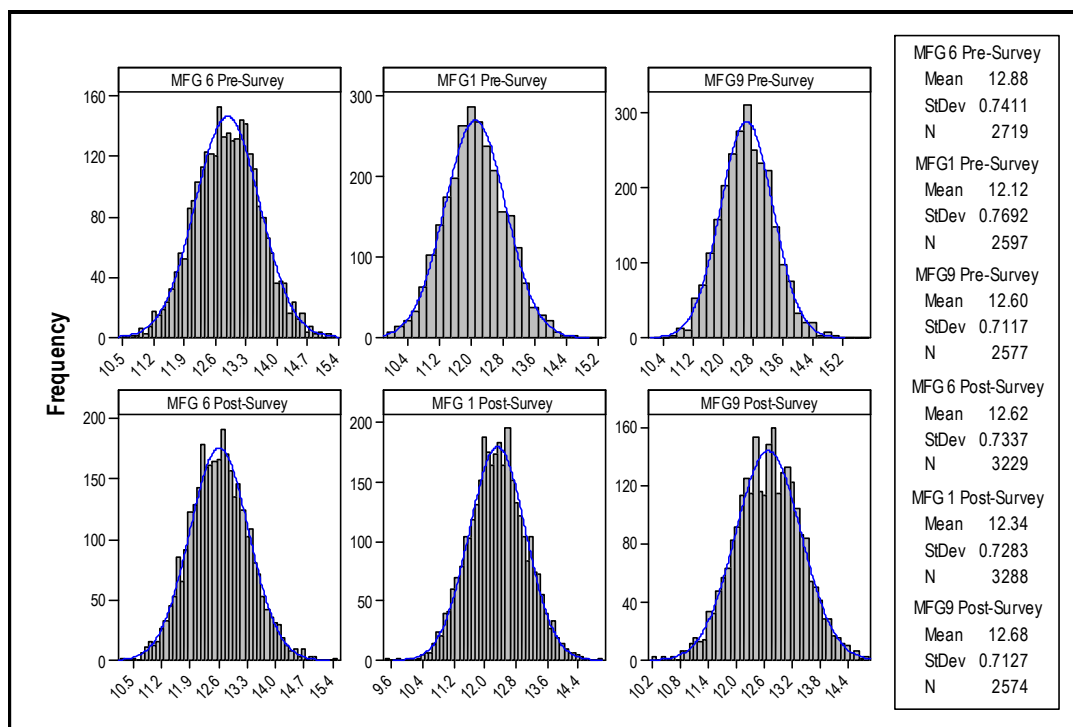 MFG 6 Pre-Survey
MFG1 Pre-Survey
MFG9 Pre-Survey
160
120
80
40
0
10.5 11.2 11.9 12.6 13.3 14.0 14.7 15.4
300
200
100
0
10.4 11.2 12.0 12.8 13.6 14.4 15.2
300
200
100
0
10.4 11.2 12.0 12.8 13.6 14.4 15.2
Frequency
MFG 6 Post-Survey
MFG 1 Post-Survey
MFG9 Post-Survey
200
150
100
50
0
10.5 11.2 11.9 12.6 13.3 14.0 14.7 15.4
200
150
100
50
0
9.6 10.4 11.2 12.0 12.8 13.6 14.4
160
120
80
40
0
10.2 10.8 11.4 12.0 12.6 13.2 13.8 14.4
MFG 6 Pre-Survey
Mean 12.88
StDev 0.7411
N 2719
MFG1 Pre-Survey
Mean 12.12
StDev 0.7692
N 2597
MFG9 Pre-Survey
Mean 12.60
StDev 0.7117
N 2577
MFG 6 Post-Survey
Mean 12.62
StDev 0.7337
N 3229
MFG 1 Post-Survey
Mean 12.34
StDev 0.7283
N 3288
MFG9 Post-Survey
Mean 12.68
StDev 0.7127
N 2574